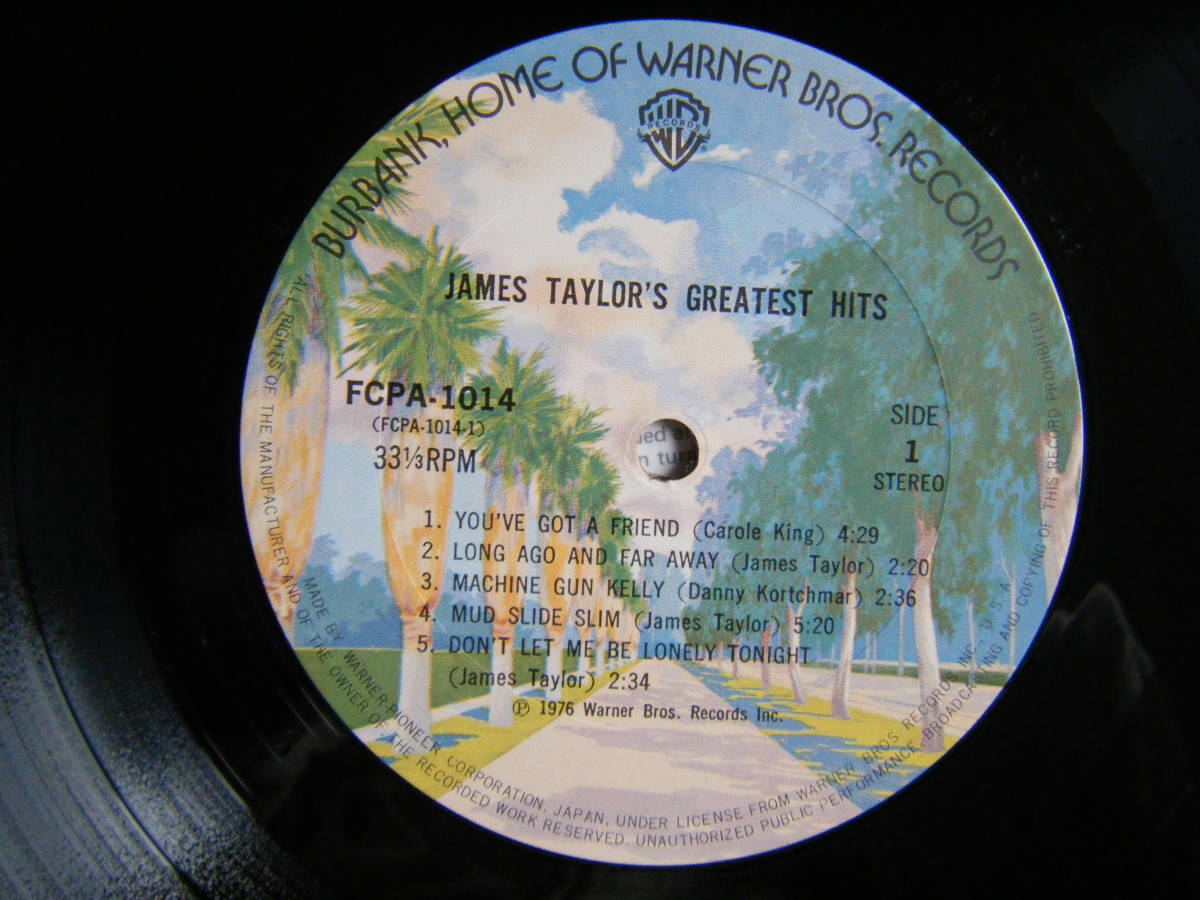 BURBANK, HOME OF WARNER BROS. RECORDS
WB
RECORDS
JAMES TAYLOR'S GREATEST HITS
FCPA-1014
(FCPA-1014-1)
33⅓RPM
SIDE
1
STEREO
1. YOU'VE GOT A FRIEND (Carole King) 4:29
2. LONG AGO AND FAR AWAY (James Taylor) 2:20
3. MACHINE GUN KELLY (Danny Kortchmar) 2:36
4. MUD SLIDE SLIM (James Taylor) 5:20
5. DON'T LET ME BE LONELY TONIGHT
(James Taylor) 2:34
Ⓟ 1976 Warner Bros. Records Inc.
MADE BY WARNER-PIONEER CORPORATION, JAPAN, UNDER LICENSE FROM WARNER BROS. RECORDS INC., U.S.A.
ALL RIGHTS OF THE MANUFACTURER AND OF THE OWNER OF THE RECORDED WORK RESERVED. UNAUTHORIZED PUBLIC PERFORMANCE, BROADCASTING AND COPYING OF THIS RECORD PROHIBITED